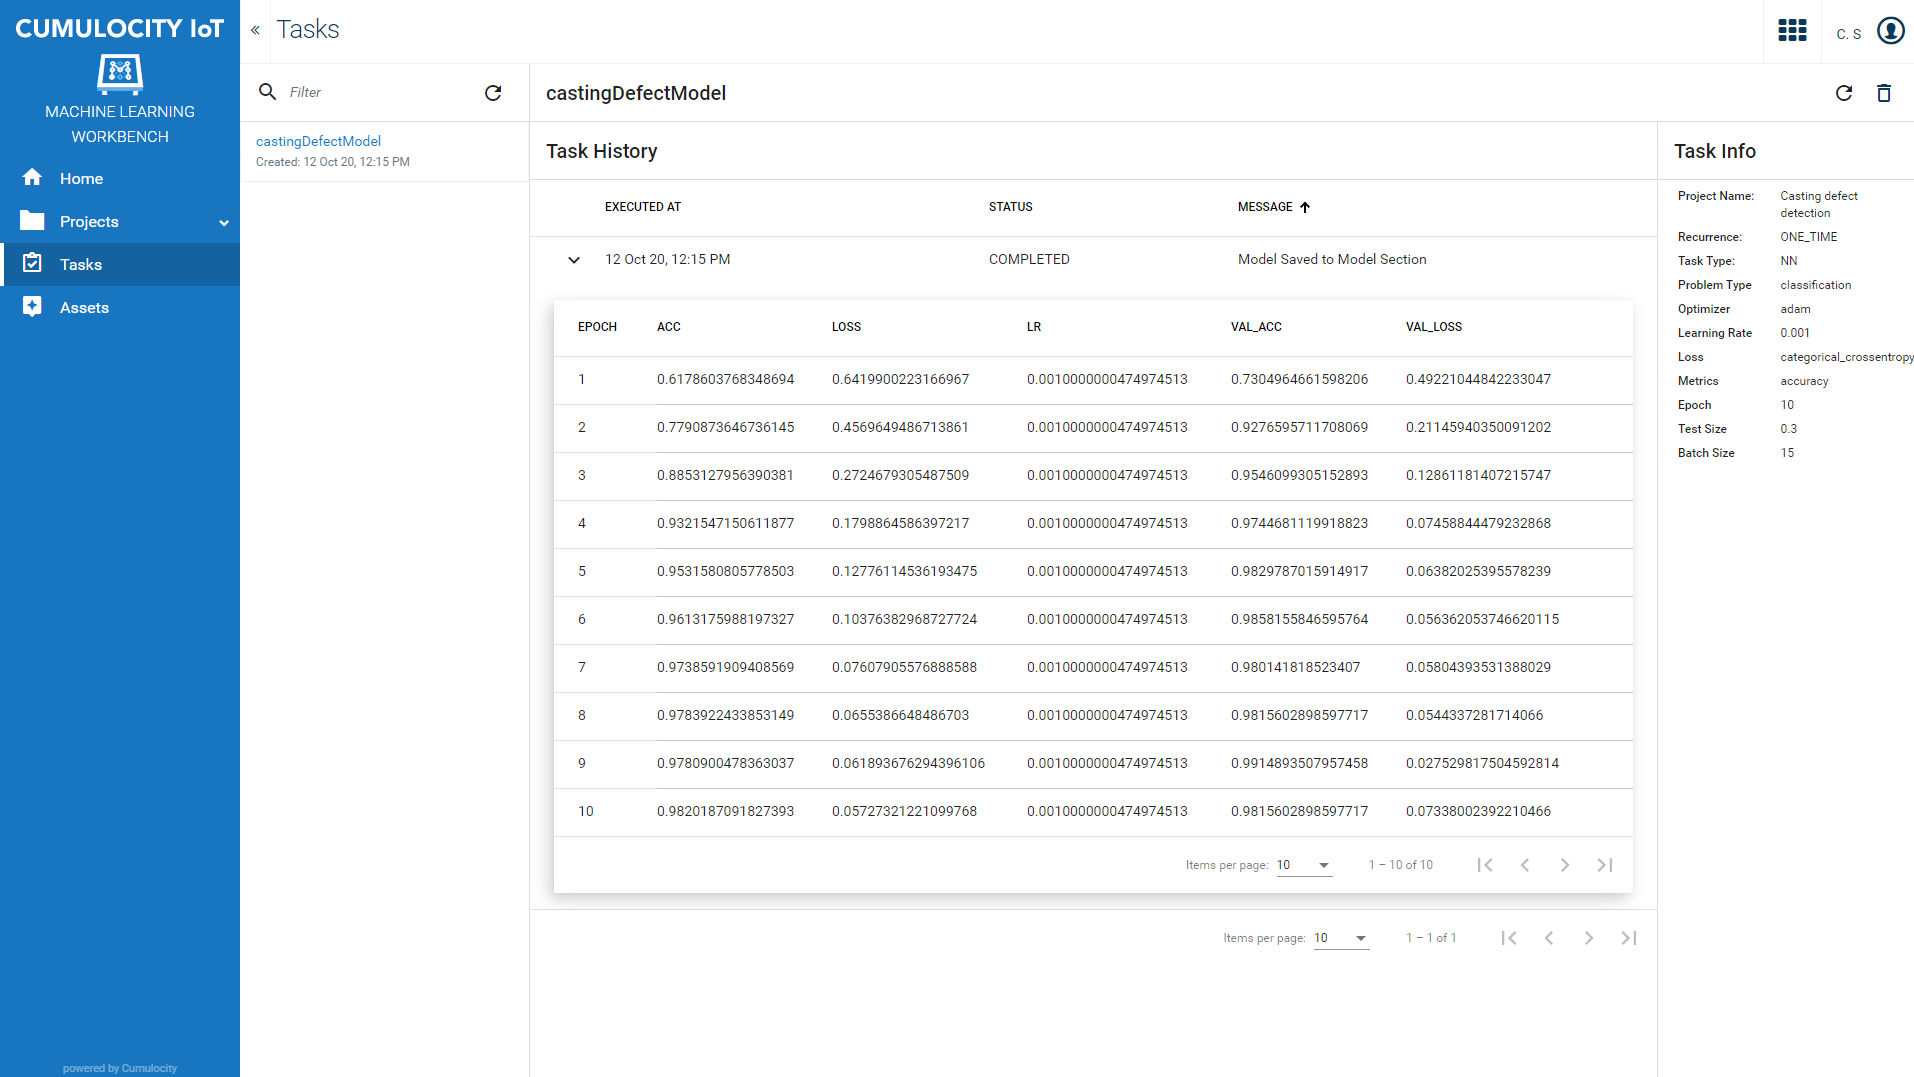 CUMULOCITY IoT
MACHINE LEARNING
WORKBENCH
Home
Projects
Tasks
Assets
powered by Cumulocity
« Tasks
C. S
Filter
castingDefectModel
Created: 12 Oct 20, 12:15 PM
castingDefectModel
Task History
EXECUTED AT STATUS MESSAGE
12 Oct 20, 12:15 PM COMPLETED Model Saved to Model Section
EPOCH ACC LOSS LR VAL_ACC VAL_LOSS
1 0.6178603768348694 0.6419900223166967 0.0010000000474974513 0.7304964661598206 0.49221044842233047
2 0.7790873646736145 0.4569649486713861 0.0010000000474974513 0.9276595711708069 0.21145940350091202
3 0.8853127956390381 0.2724679305487509 0.0010000000474974513 0.9546099305152893 0.12861181407215747
4 0.9321547150611877 0.1798864586397217 0.0010000000474974513 0.9744681119918823 0.07458844479232868
5 0.9531580805778503 0.12776114536193475 0.0010000000474974513 0.9829787015914917 0.06382025395578239
6 0.9613175988197327 0.10376382968727724 0.0010000000474974513 0.9858155846595764 0.056362053746620115
7 0.9738591909408569 0.07607905576888588 0.0010000000474974513 0.980141818523407 0.05804393531388029
8 0.9783922433853149 0.0655386648486703 0.0010000000474974513 0.9815602898597717 0.0544337281714066
9 0.9780900478363037 0.061893676294396106 0.0010000000474974513 0.9914893507957458 0.027529817504592814
10 0.9820187091827393 0.05727321221099768 0.0010000000474974513 0.9815602898597717 0.07338002392210466
Items per page: 10 1 – 10 of 10
Items per page: 10 1 – 1 of 1
Task Info
Project Name: Casting defect
detection
Recurrence: ONE_TIME
Task Type: NN
Problem Type classification
Optimizer adam
Learning Rate 0.001
Loss categorical_crossentropy
Metrics accuracy
Epoch 10
Test Size 0.3
Batch Size 15